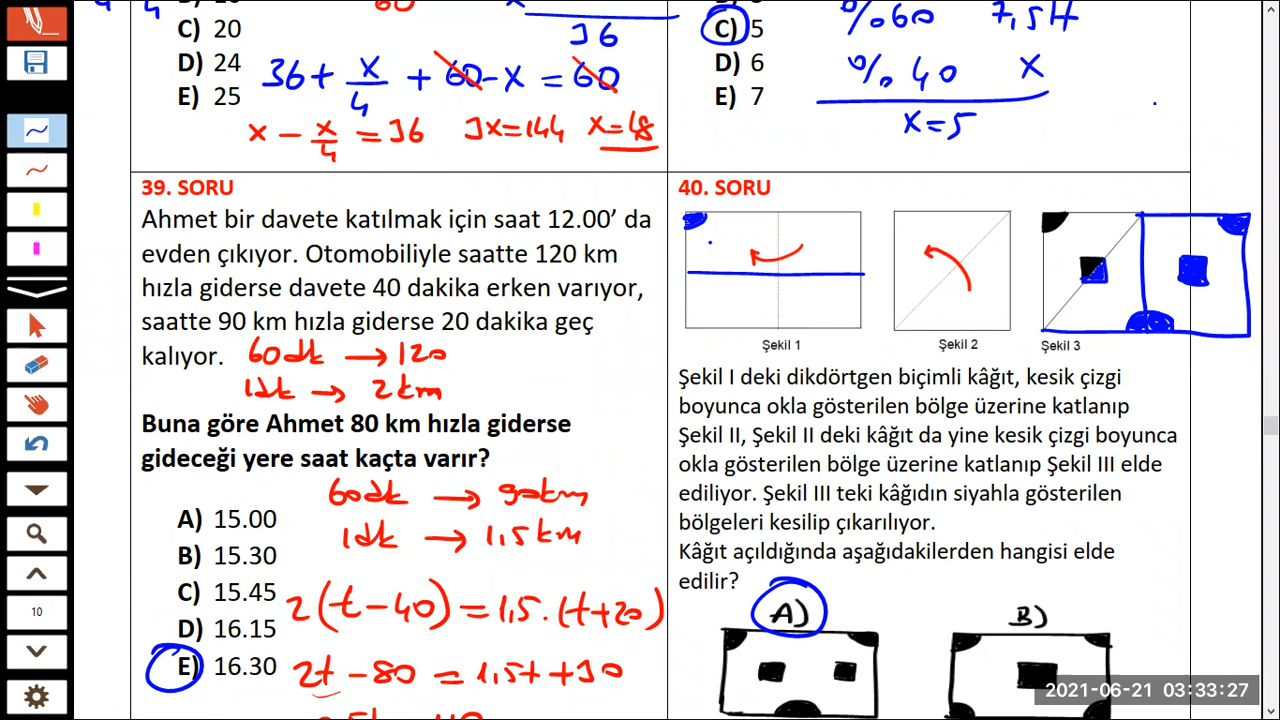 60
C) 20
36
D) 24
36 + x/4 + 60 - x = 60
E) 25
x - x/4 = 36 3x = 144 x = 48
%60 7,5H
C) 5
D) 6
%40 x
E) 7
x = 5
39. SORU
Ahmet bir davete katılmak için saat 12.00’ da
evden çıkıyor. Otomobiliyle saatte 120 km
hızla giderse davete 40 dakika erken varıyor,
saatte 90 km hızla giderse 20 dakika geç
kalıyor.
60dk → 120
1dk → 2km
Buna göre Ahmet 80 km hızla giderse
gideceği yere saat kaçta varır?
60dk → 90km
A) 15.00
1dk → 1,5km
B) 15.30
C) 15.45
2(t-40) = 1,5.(t+20)
D) 16.15
E) 16.30
2t - 80 = 1,5t + 30
40. SORU
Şekil 1
Şekil 2
Şekil 3
Şekil I deki dikdörtgen biçimli kâğıt, kesik çizgi
boyunca okla gösterilen bölge üzerine katlanıp
Şekil II, Şekil II deki kâğıt da yine kesik çizgi boyunca
okla gösterilen bölge üzerine katlanıp Şekil III elde
ediliyor. Şekil III teki kâğıdın siyahla gösterilen
bölgeleri kesilip çıkarılıyor.
Kâğıt açıldığında aşağıdakilerden hangisi elde
edilir?
A)
B)
10
2021-06-21 03:33:27